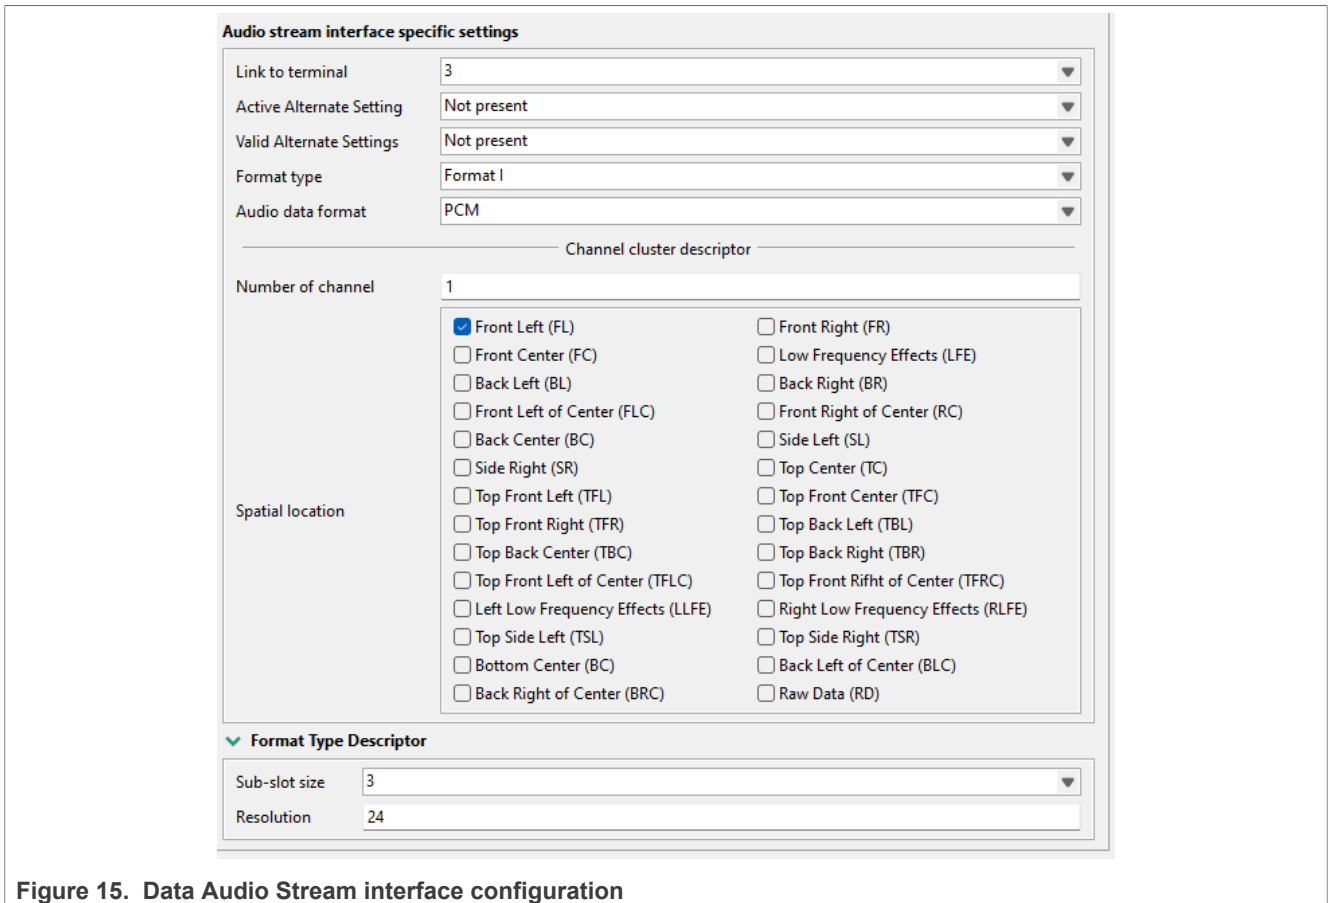 Audio stream interface specific settings
Link to terminal 3
Active Alternate Setting Not present
Valid Alternate Settings Not present
Format type Format I
Audio data format PCM
Channel cluster descriptor
Number of channel 1
Spatial location
Front Left (FL) Front Right (FR)
Front Center (FC) Low Frequency Effects (LFE)
Back Left (BL) Back Right (BR)
Front Left of Center (FLC) Front Right of Center (RC)
Back Center (BC) Side Left (SL)
Side Right (SR) Top Center (TC)
Top Front Left (TFL) Top Front Center (TFC)
Top Front Right (TFR) Top Back Left (TBL)
Top Back Center (TBC) Top Back Right (TBR)
Top Front Left of Center (TFLC) Top Front Rifht of Center (TFRC)
Left Low Frequency Effects (LLFE) Right Low Frequency Effects (RLFE)
Top Side Left (TSL) Top Side Right (TSR)
Bottom Center (BC) Back Left of Center (BLC)
Back Right of Center (BRC) Raw Data (RD)
Format Type Descriptor
Sub-slot size 3
Resolution 24
Figure 15. Data Audio Stream interface configuration